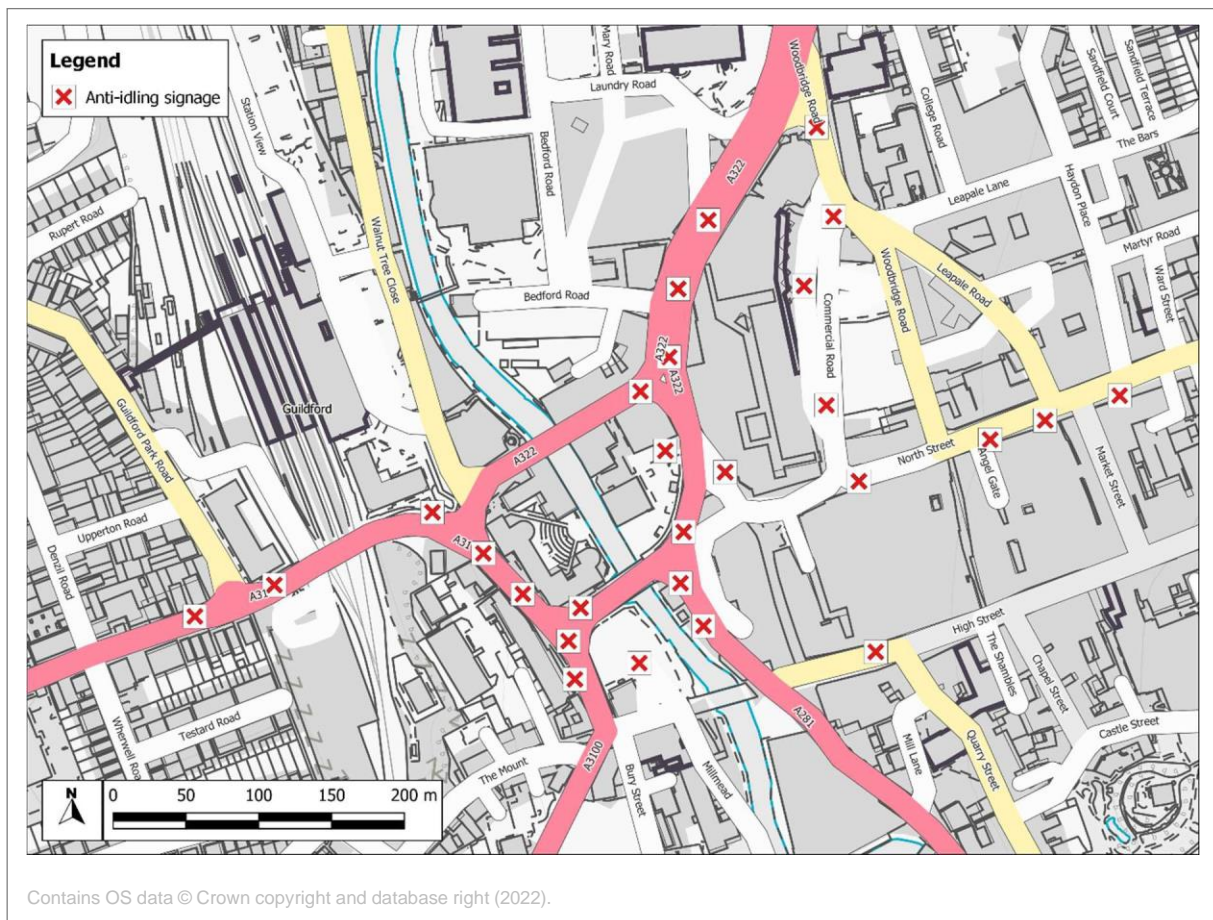 Legend
Anti-idling signage
Mary Road
Laundry Road
Woodbridge Road
Sandfield Court
Sandfield Terrace
College Road
The Bars
Station View
Bedford Road
A322
Haydon Place
Leapale Lane
Rupert Road
Walnut Tree Close
Martyr Road
Ward Street
Leapale Road
Woodbridge Road
Bedford Road
Commercial Road
A322
A322
Guildford
Guildford Park Road
A322
North Street
Angel Gate
Market Street
Upperton Road
Denzil Road
High Street
The Shambles
Chapel Street
Castle Street
Wherwell Road
Testard Road
A281
Mill Lane
Quarry Street
The Mount
A3100
Bury Street
Millmead
N
0 50 100 150 200 m
Contains OS data © Crown copyright and database right (2022).